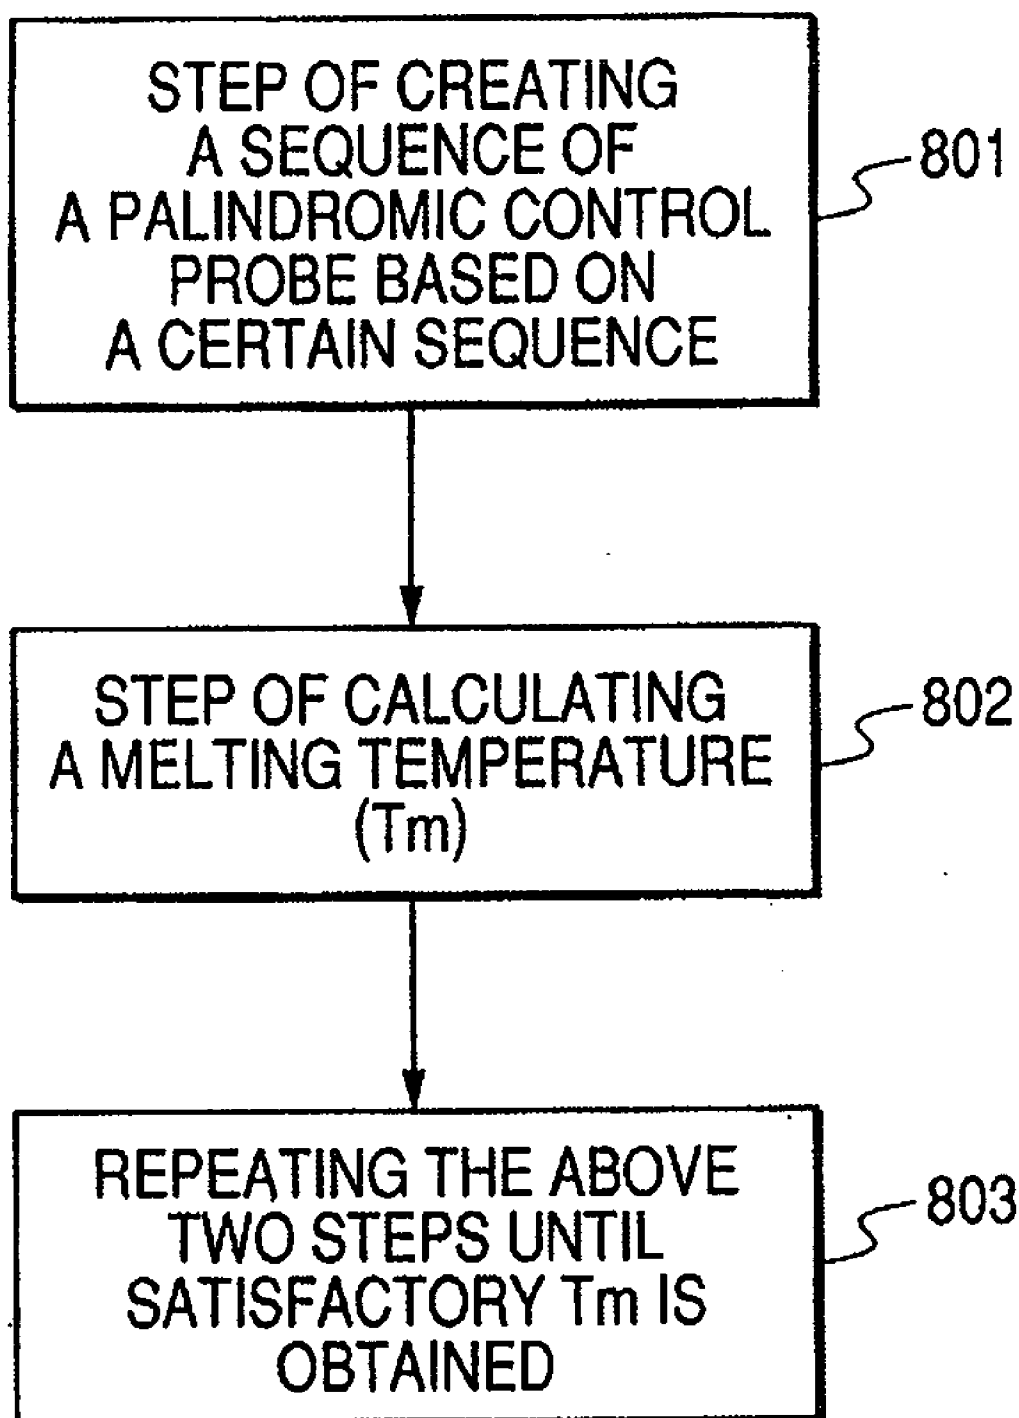 STEP OF CREATING
A SEQUENCE OF
A PALINDROMIC CONTROL
PROBE BASED ON
A CERTAIN SEQUENCE
801
STEP OF CALCULATING
A MELTING TEMPERATURE
(Tm)
802
REPEATING THE ABOVE
TWO STEPS UNTIL
SATISFACTORY Tm IS
OBTAINED
803